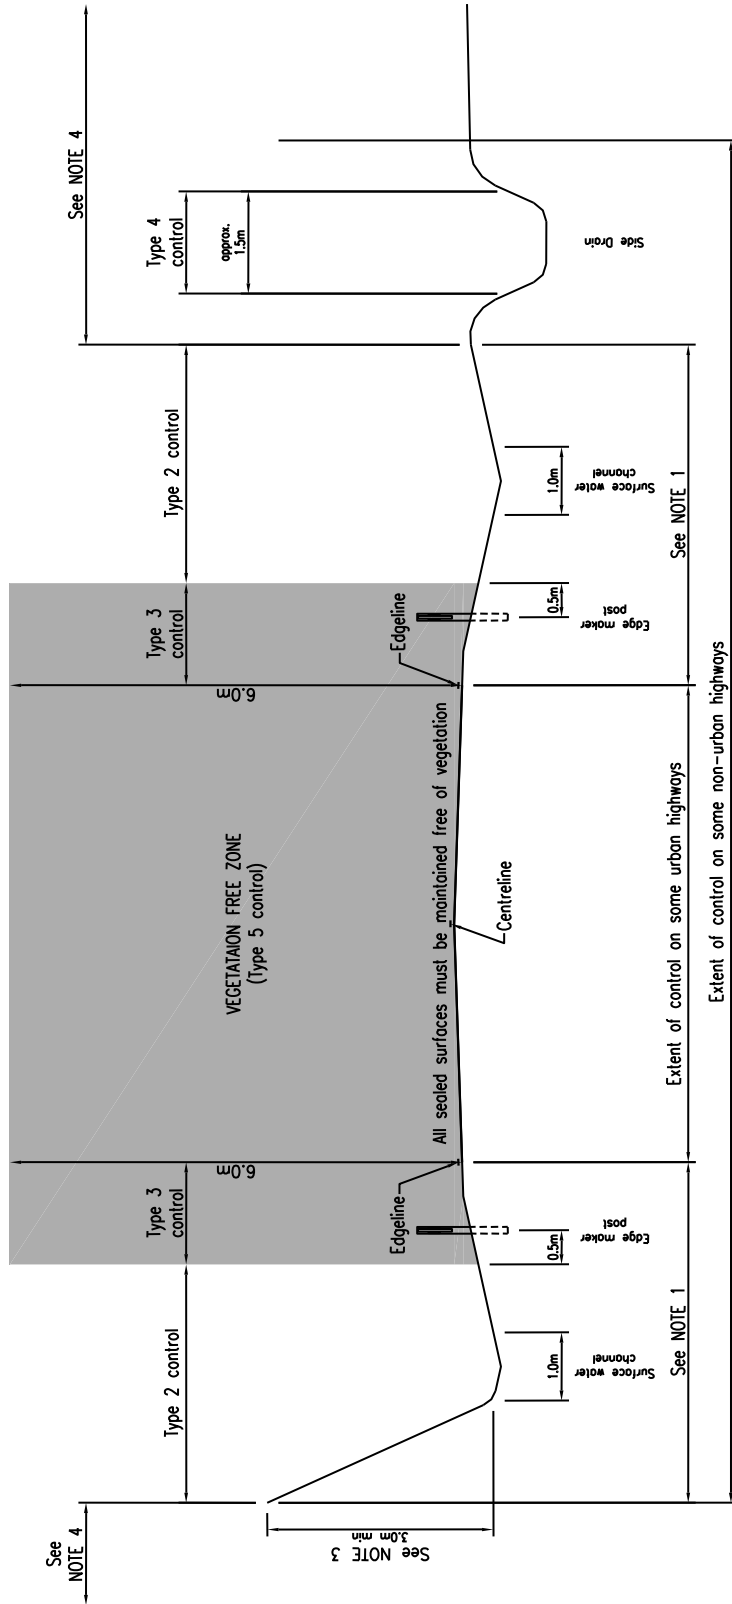 See
NOTE 4
See NOTE 4
Type 2 control
Type 3
control
Type 3
control
Type 2 control
Type 4
control
approx.
1.5m
VEGETATAION FREE ZONE
(Type 5 control)
6.0m
6.0m
See NOTE 3
3.0m min
Edgeline
All sealed surfaces must be maintained free of vegetation
Edgeline
Centreline
1.0m
Surface water
channel
0.5m
Edge maker
post
0.5m
Edge maker
post
1.0m
Surface water
channel
Side Drain
See NOTE 1
Extent of control on some urban highways
See NOTE 1
Extent of control on some non-urban highways